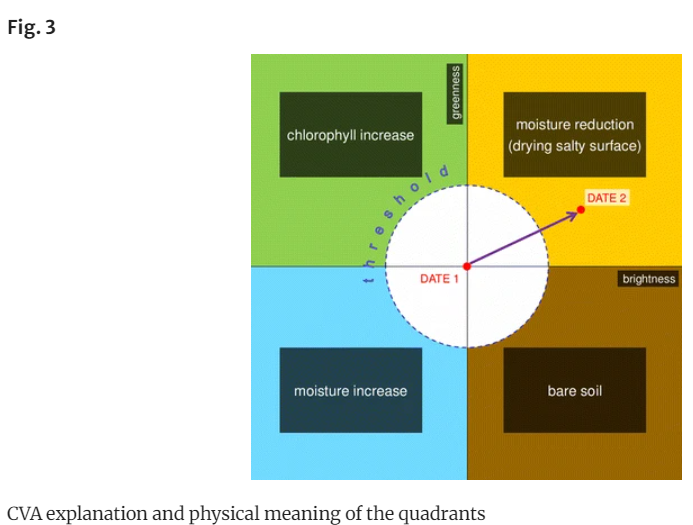 Fig. 3
greenness
chlorophyll increase
moisture reduction
(drying salty surface)
threshold
DATE 2
DATE 1
brightness
moisture increase
bare soil
CVA explanation and physical meaning of the quadrants